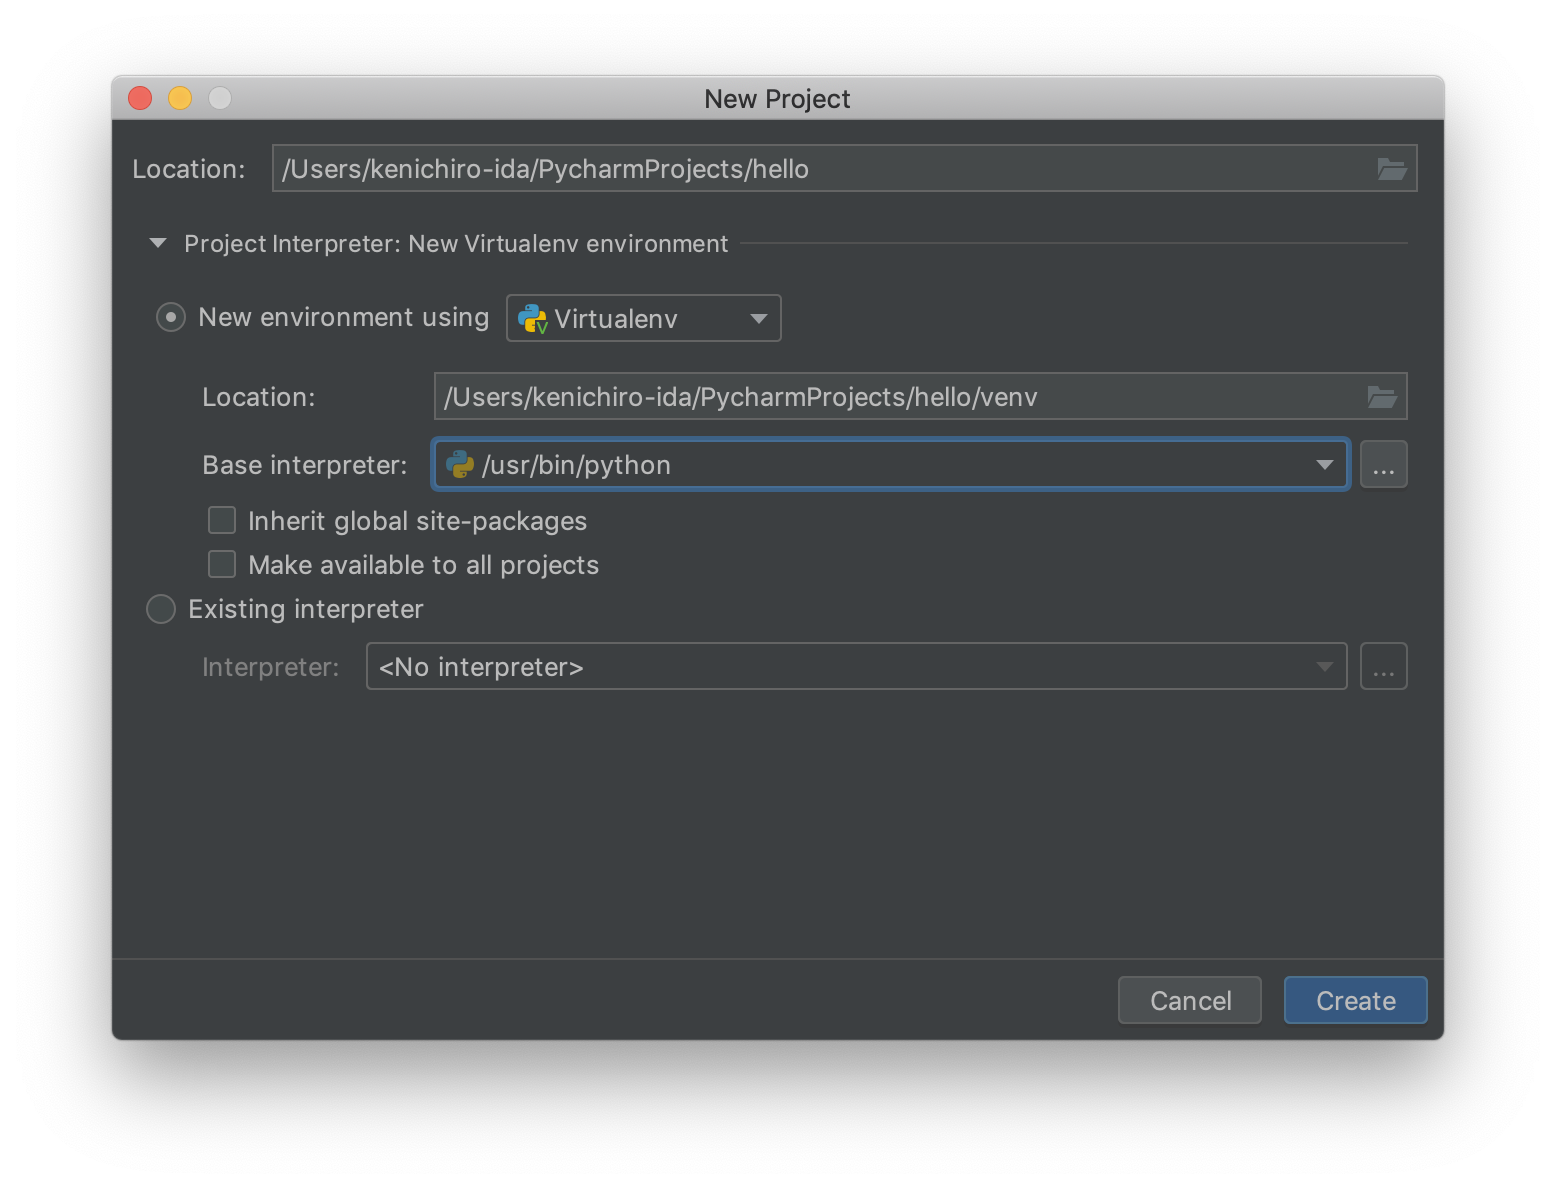 New Project
Location: /Users/kenichiro-ida/PycharmProjects/hello
Project Interpreter: New Virtualenv environment
New environment using Virtualenv
Location: /Users/kenichiro-ida/PycharmProjects/hello/venv
Base interpreter: /usr/bin/python ...
Inherit global site-packages
Make available to all projects
Existing interpreter
Interpreter: <No interpreter> ...
Cancel Create